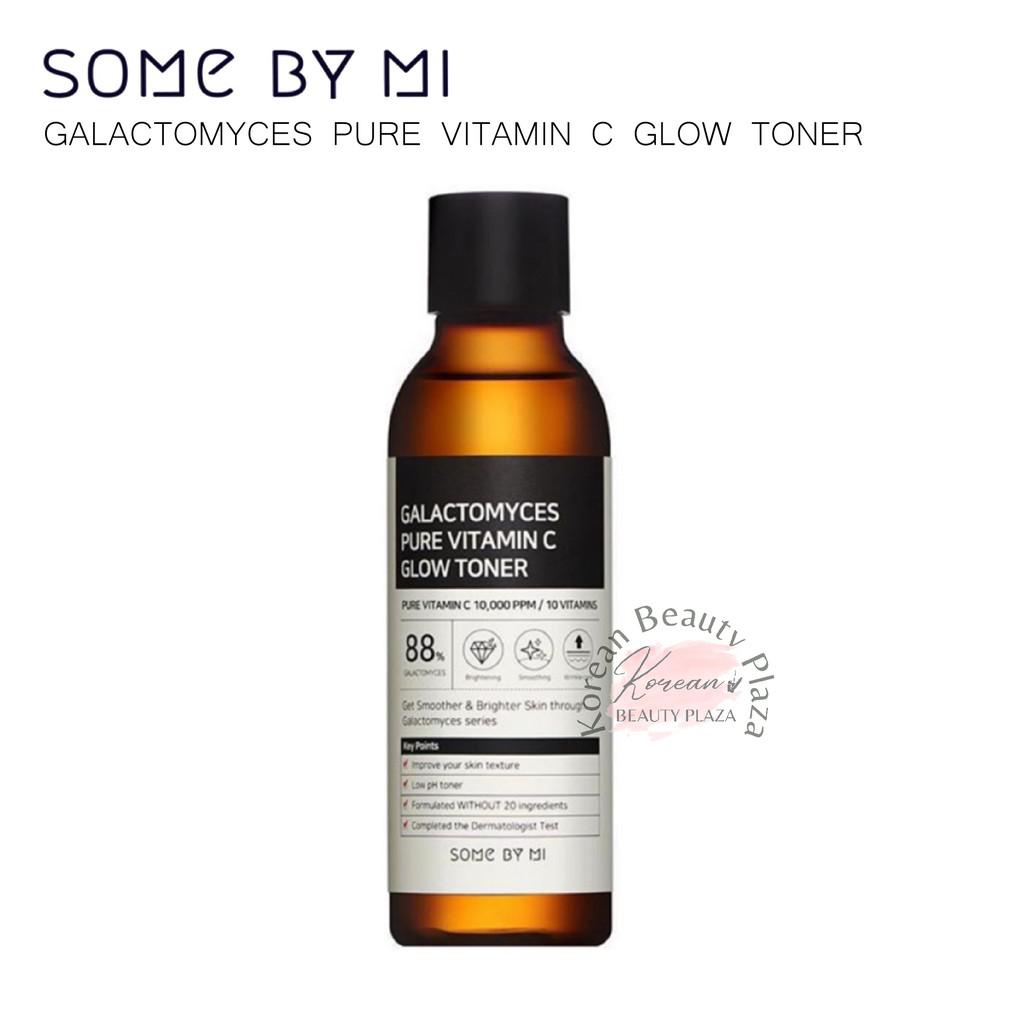 SOME BY MI
GALACTOMYCES PURE VITAMIN C GLOW TONER
GALACTOMYCES
PURE VITAMIN C
GLOW TONER
PURE VITAMIN C 10,000 PPM / 10 VITAMINS
88%
GALACTOMYCES
Brightening
Smoothing
Get Smoother & Brighter Skin through
Galactomyces series
Key Points
Improve your skin texture
Low pH toner
Formulated WITHOUT 20 ingredients
Completed the Dermatologist Test
SOME BY MI
Korean Beauty Plaza
Korean
BEAUTY PLAZA